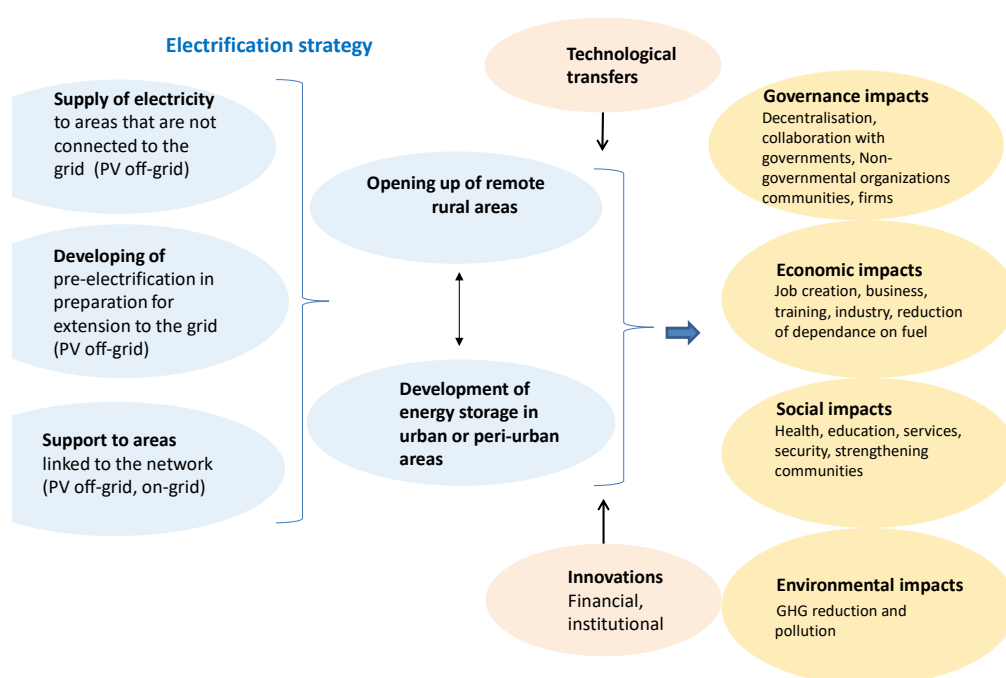 Electrification strategy
Supply of electricity
to areas that are not
connected to the
grid (PV off-grid)
Developing of
pre-electrification in
preparation for
extension to the grid
(PV off-grid)
Support to areas
linked to the network
(PV off-grid, on-grid)
Opening up of remote
rural areas
Development of
energy storage in
urban or peri-urban
areas
Technological
transfers
Innovations
Financial,
institutional
Governance impacts
Decentralisation,
collaboration with
governments, Non-
governmental organizations
communities, firms
Economic impacts
Job creation, business,
training, industry, reduction
of dependance on fuel
Social impacts
Health, education, services,
security, strengthening
communities
Environmental impacts
GHG reduction and
pollution